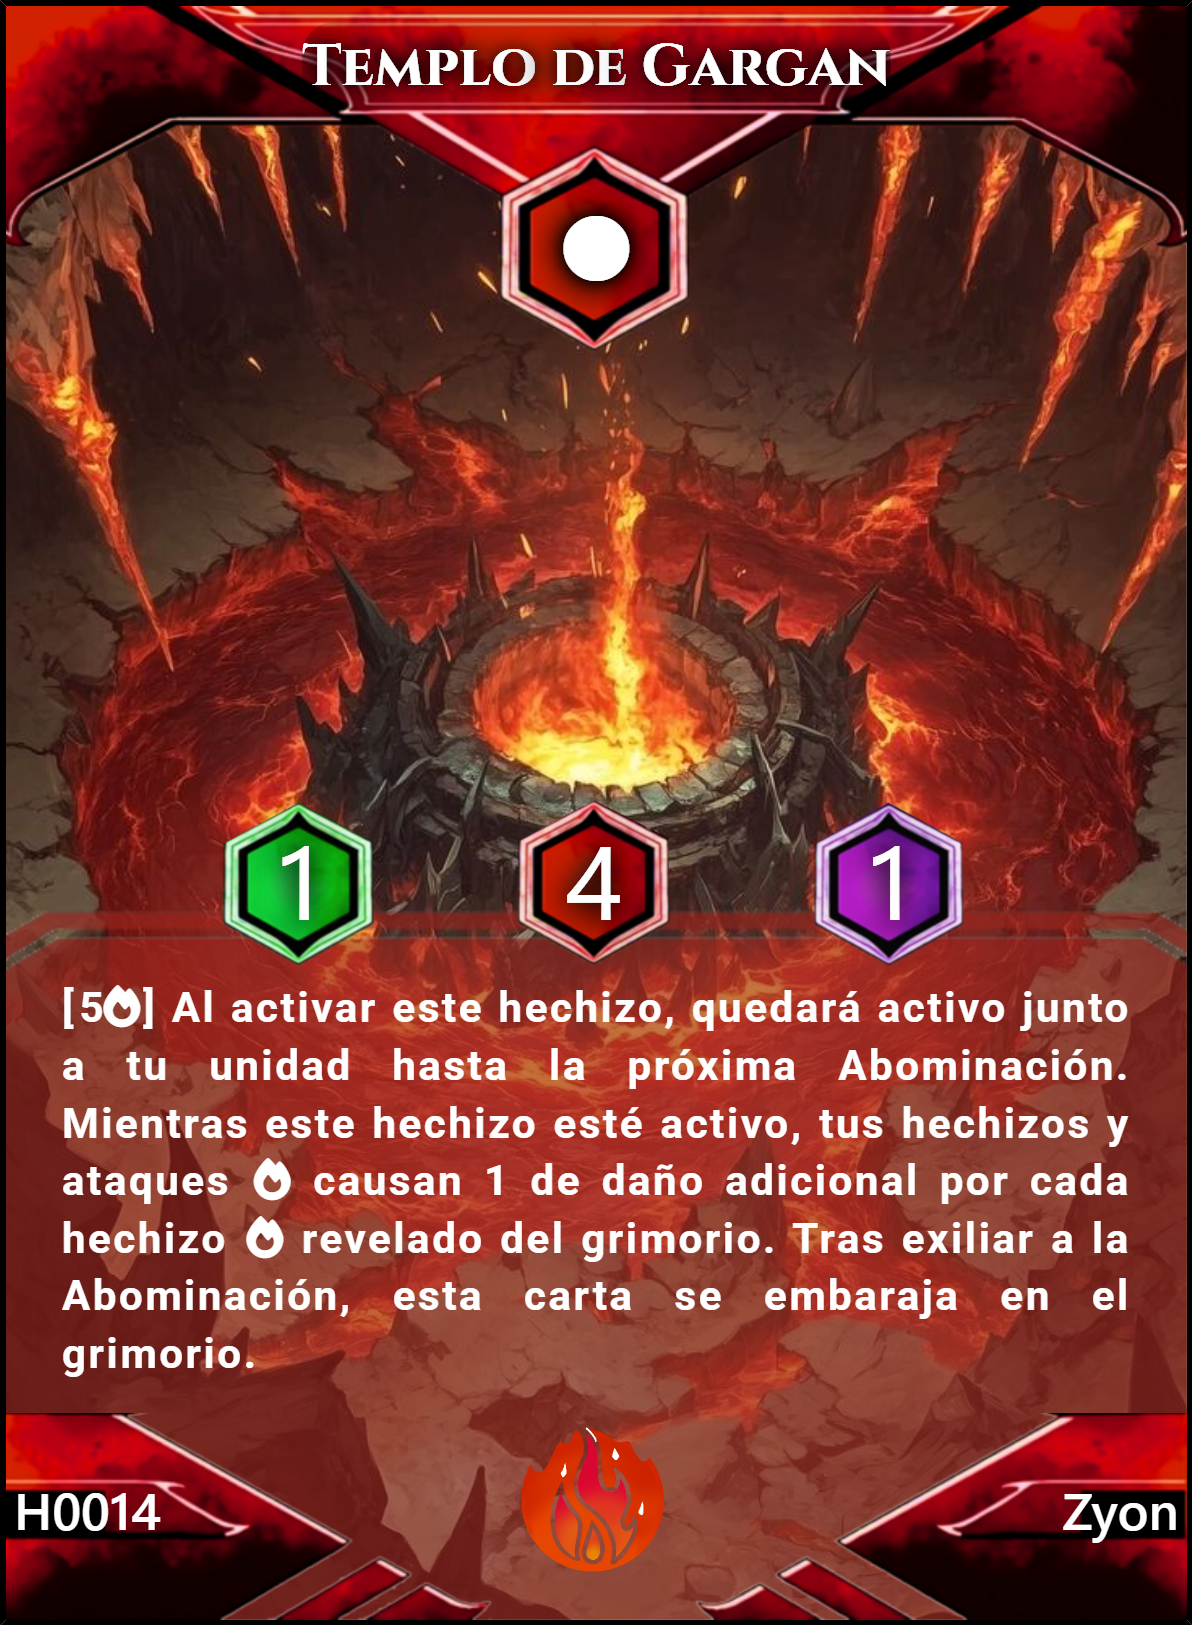 Templo de Gargan
1
4
1
[5] Al activar este hechizo, quedará activo junto
a tu unidad hasta la próxima Abominación.
Mientras este hechizo esté activo, tus hechizos y
ataques causan 1 de daño adicional por cada
hechizo revelado del grimorio. Tras exiliar a la
Abominación, esta carta se embaraja en el
grimorio.
H0014
Zyon